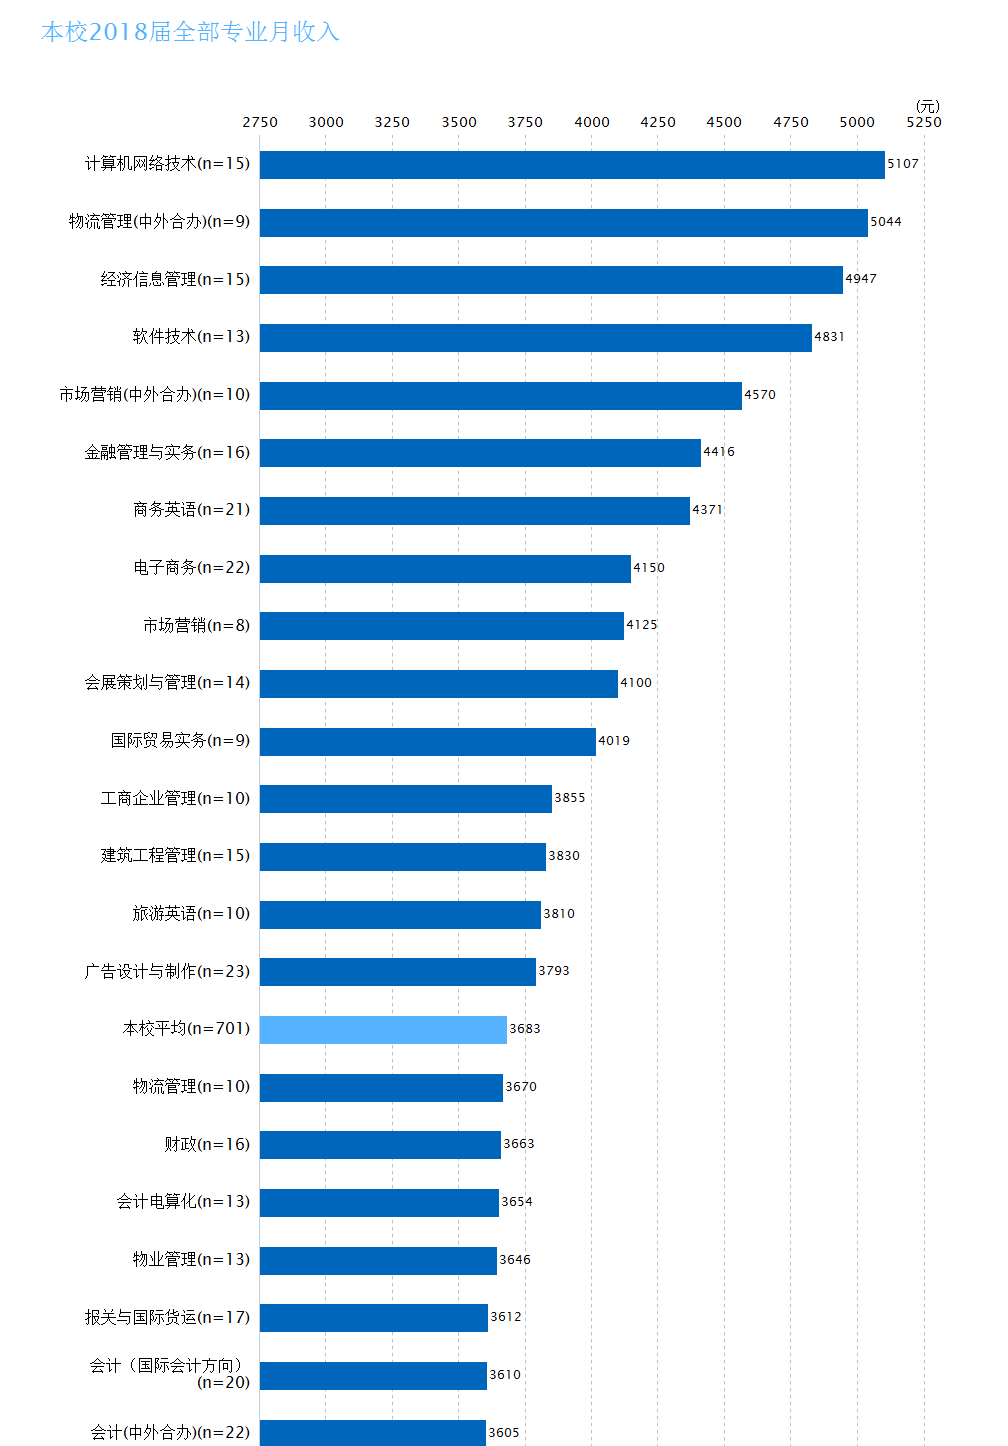 本校2018届全部专业月收入
(元)
2750 3000 3250 3500 3750 4000 4250 4500 4750 5000 5250
计算机网络技术(n=15) 5107
物流管理(中外合办)(n=9) 5044
经济信息管理(n=15) 4947
软件技术(n=13) 4831
市场营销(中外合办)(n=10) 4570
金融管理与实务(n=16) 4416
商务英语(n=21) 4371
电子商务(n=22) 4150
市场营销(n=8) 4125
会展策划与管理(n=14) 4100
国际贸易实务(n=9) 4019
工商企业管理(n=10) 3855
建筑工程管理(n=15) 3830
旅游英语(n=10) 3810
广告设计与制作(n=23) 3793
本校平均(n=701) 3683
物流管理(n=10) 3670
财政(n=16) 3663
会计电算化(n=13) 3654
物业管理(n=13) 3646
报关与国际货运(n=17) 3612
会计（国际会计方向）
(n=20) 3610
会计(中外合办)(n=22) 3605